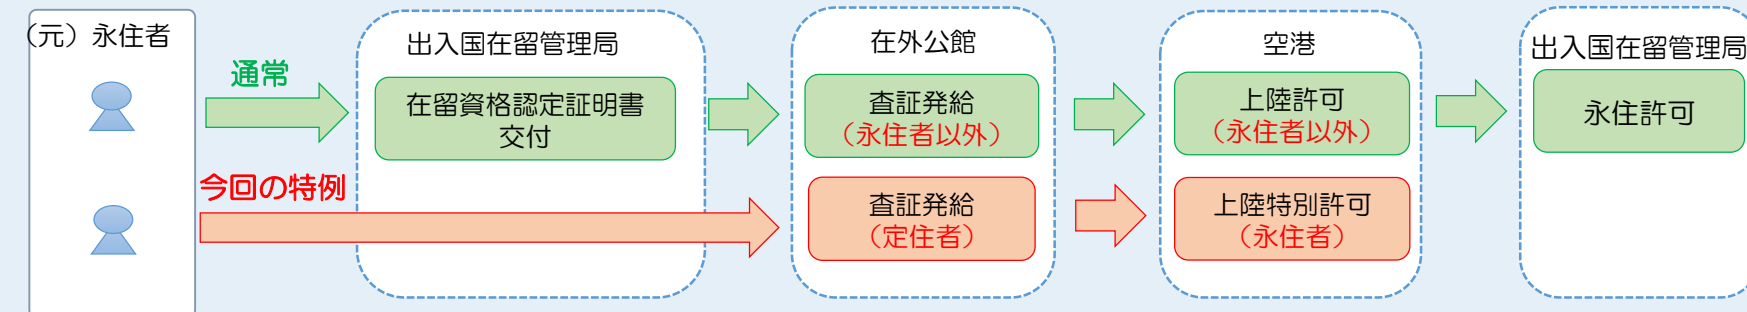 （元）永住者
通常
今回の特例
出入国在留管理局
在留資格認定証明書
交付
在外公館
査証発給
（永住者以外）
査証発給
（定住者）
空港
上陸許可
（永住者以外）
上陸特別許可
（永住者）
出入国在留管理局
永住許可